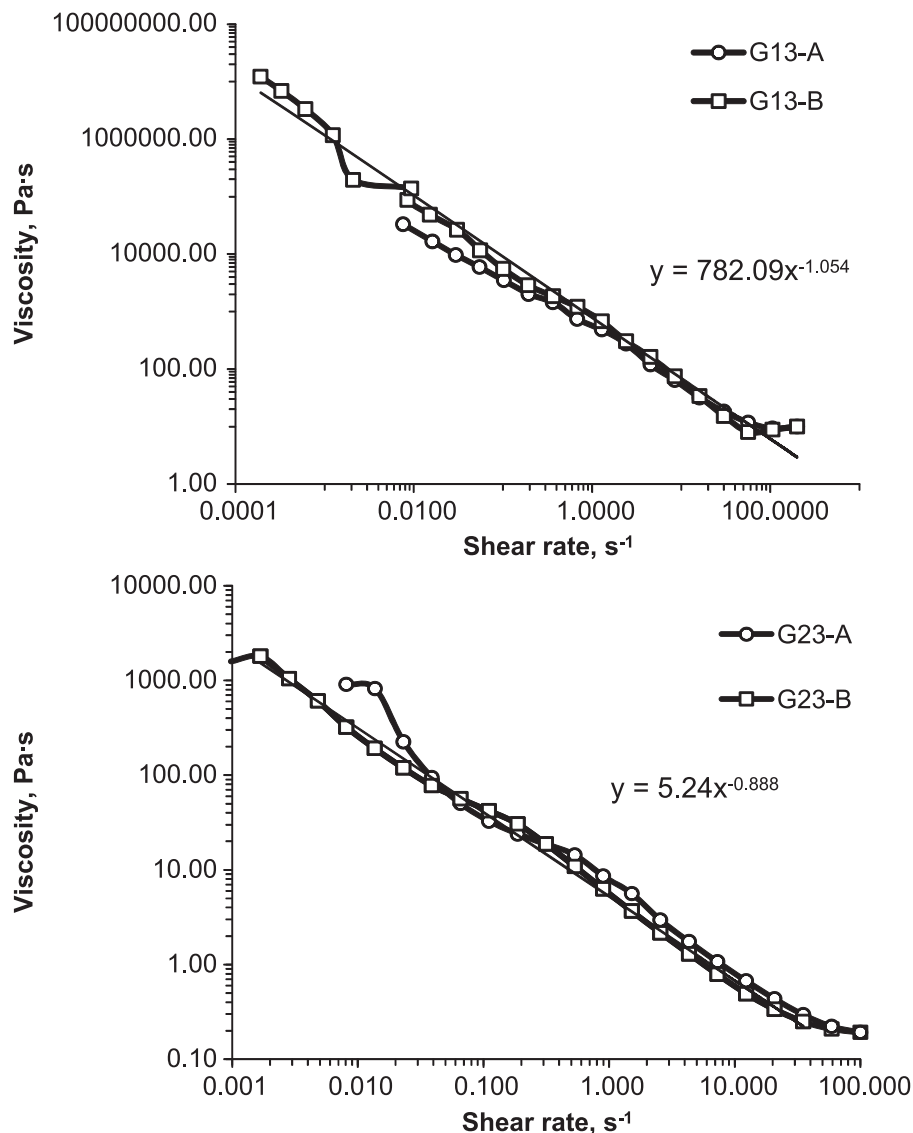 100000000.00
G13-A
G13-B
1000000.00
Viscosity, Pa·s
10000.00
y = 782.09x^-1.054
100.00
1.00
0.0001 0.0100 1.0000 100.0000
Shear rate, s^-1
10000.00
G23-A
1000.00
G23-B
100.00
y = 5.24x^-0.888
Viscosity, Pa·s
10.00
1.00
0.10
0.001 0.010 0.100 1.000 10.000 100.000
Shear rate, s^-1